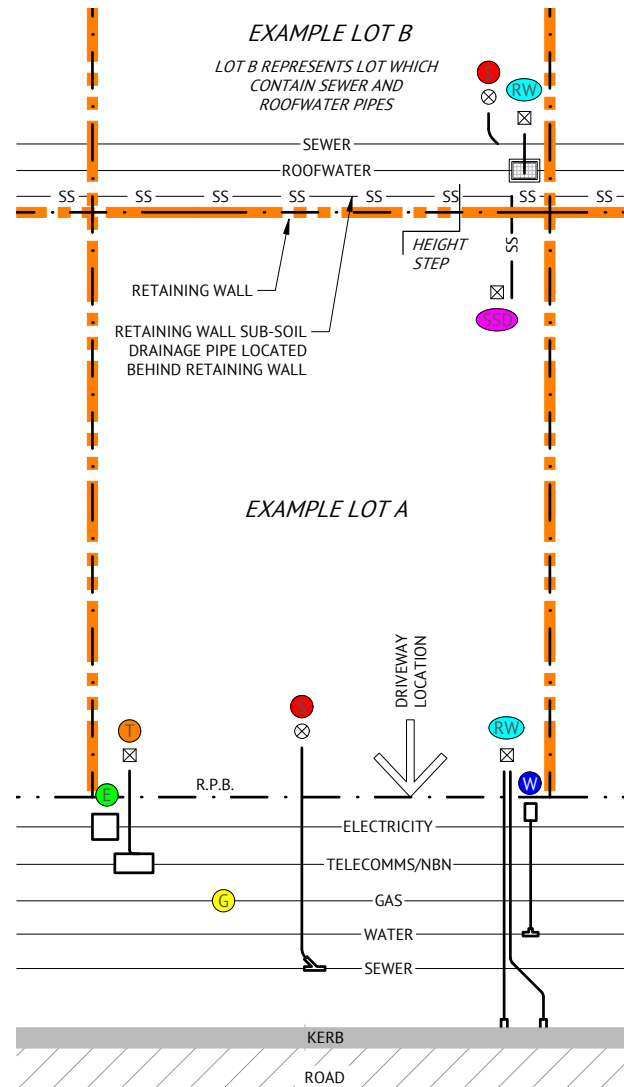 EXAMPLE LOT B
LOT B REPRESENTS LOT WHICH
CONTAIN SEWER AND
ROOFWATER PIPES
S
RW
SEWER
ROOFWATER
SS SS SS SS SS SS SS SS
HEIGHT
STEP
SS
RETAINING WALL
SSD
RETAINING WALL SUB-SOIL
DRAINAGE PIPE LOCATED
BEHIND RETAINING WALL
EXAMPLE LOT A
DRIVEWAY
LOCATION
S
T
RW
E
R.P.B.
W
ELECTRICITY
TELECOMMS/NBN
G
GAS
WATER
SEWER
KERB
ROAD